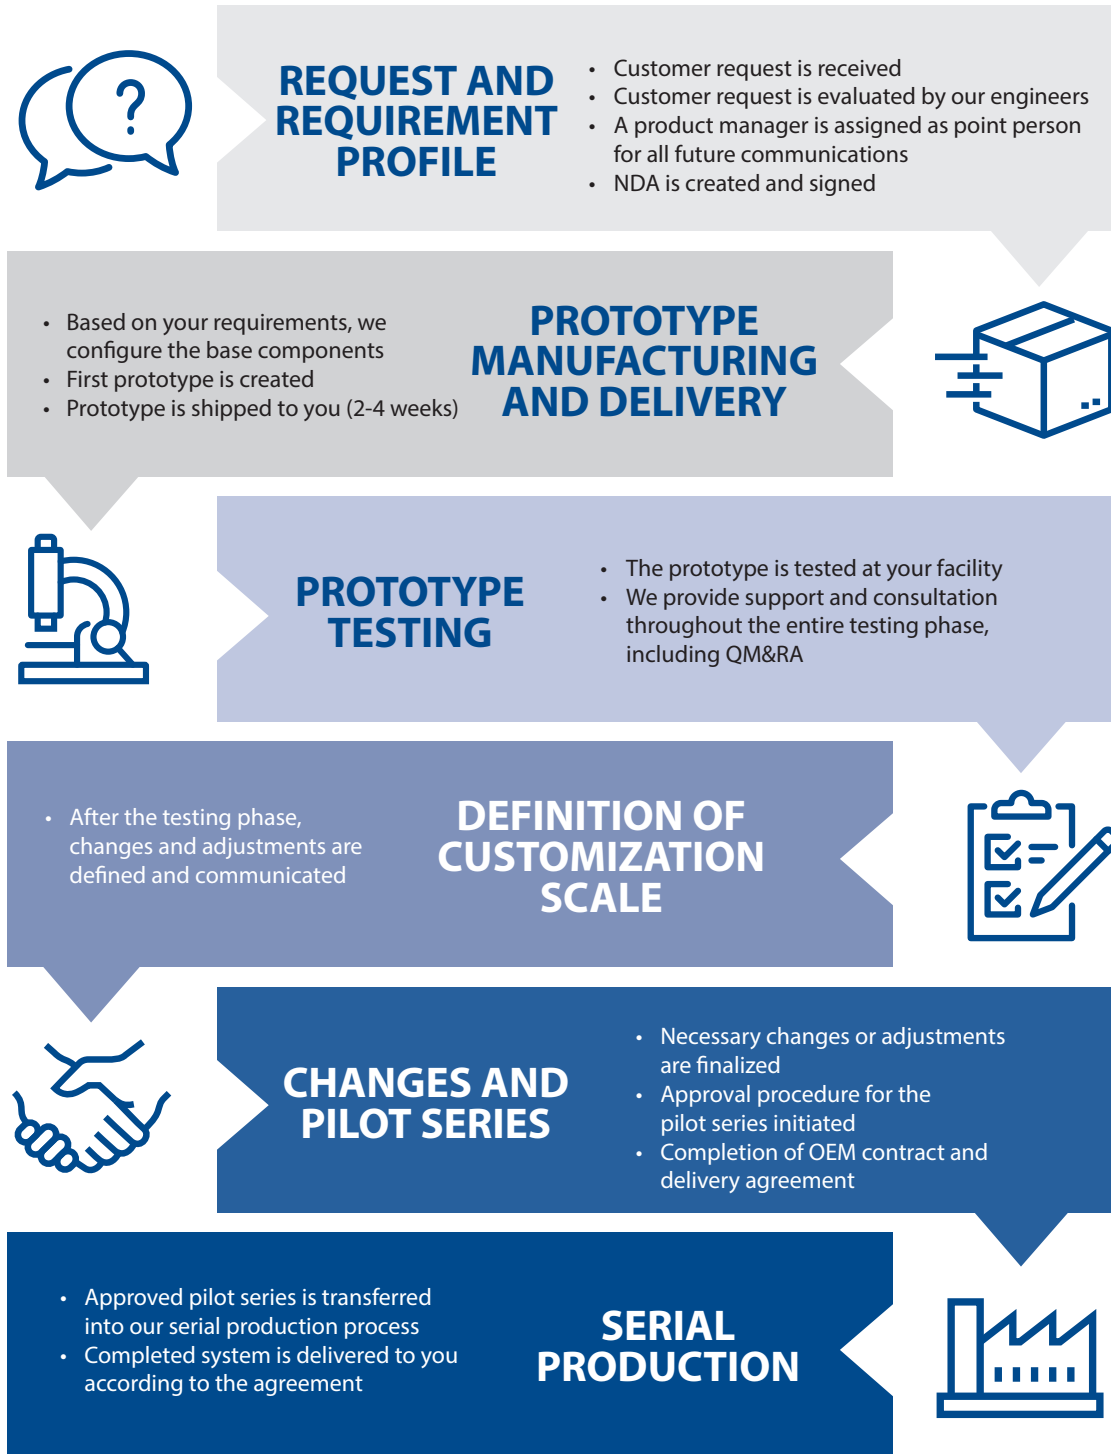 REQUEST AND
REQUIREMENT
PROFILE
• Customer request is received
• Customer request is evaluated by our engineers
• A product manager is assigned as point person
for all future communications
• NDA is created and signed
• Based on your requirements, we
configure the base components
• First prototype is created
• Prototype is shipped to you (2-4 weeks)
PROTOTYPE
MANUFACTURING
AND DELIVERY
PROTOTYPE
TESTING
• The prototype is tested at your facility
• We provide support and consultation
throughout the entire testing phase,
including QM&RA
• After the testing phase,
changes and adjustments are
defined and communicated
DEFINITION OF
CUSTOMIZATION
SCALE
CHANGES AND
PILOT SERIES
• Necessary changes or adjustments
are finalized
• Approval procedure for the
pilot series initiated
• Completion of OEM contract and
delivery agreement
• Approved pilot series is transferred
into our serial production process
• Completed system is delivered to you
according to the agreement
SERIAL
PRODUCTION